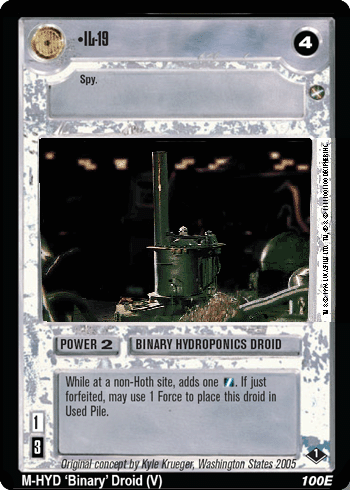 •IL-19
4
Spy.
POWER 2
BINARY HYDROPONICS DROID
While at a non-Hoth site, adds one . If just
forfeited, may use 1 Force to place this droid in
Used Pile.
1
3
1
Original concept by Kyle Krueger, Washington States 2005
M-HYD ‘Binary’ Droid (V)
100E